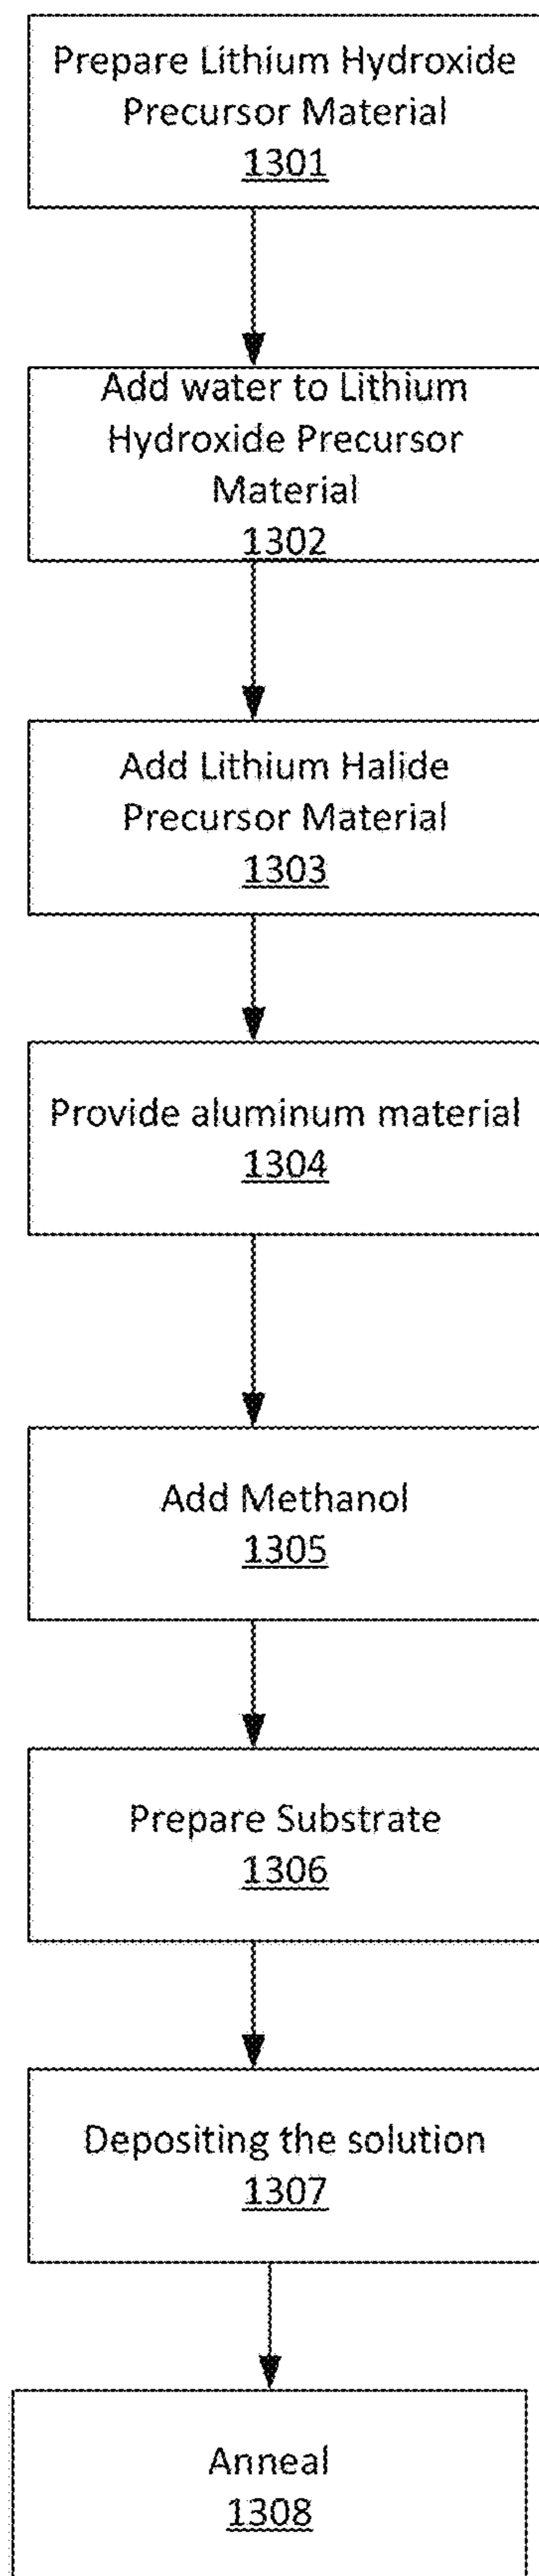 Prepare Lithium Hydroxide
Precursor Material
1301
Add water to Lithium
Hydroxide Precursor
Material
1302
Add Lithium Halide
Precursor Material
1303
Provide aluminum material
1304
Add Methanol
1305
Prepare Substrate
1306
Depositing the solution
1307
Anneal
1308